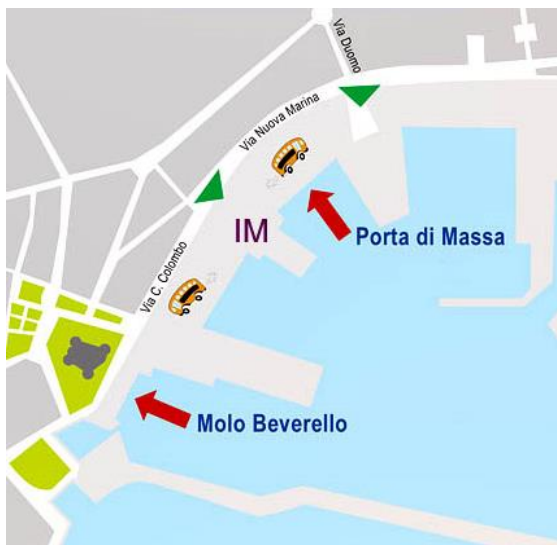 Via Duomo
Via Nuova Marina
IM
Porta di Massa
Via C. Colombo
Molo Beverello